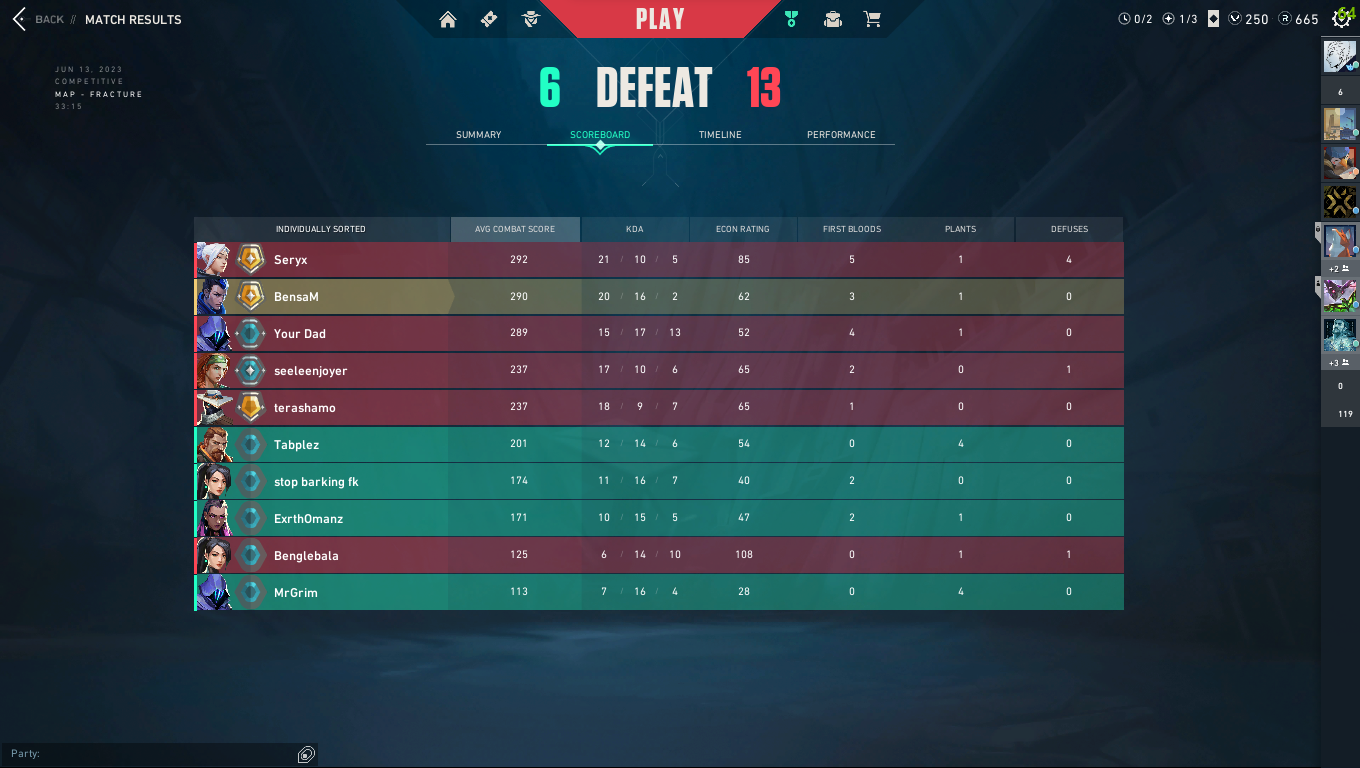 BACK // MATCH RESULTS
PLAY
0/2 1/3 250 665
64
JUN 13, 2023
COMPETITIVE
MAP - FRACTURE
33:15
6 DEFEAT 13
SUMMARY SCOREBOARD TIMELINE PERFORMANCE
INDIVIDUALLY SORTED AVG COMBAT SCORE KDA ECON RATING FIRST BLOODS PLANTS DEFUSES
Seryx 292 21 / 10 / 5 85 5 1 4
BensaM 290 20 / 16 / 2 62 3 1 0
Your Dad 289 15 / 17 / 13 52 4 1 0
seeleenjoyer 237 17 / 10 / 6 65 2 0 1
terashamo 237 18 / 9 / 7 65 1 0 0
Tabplez 201 12 / 14 / 6 54 0 4 0
stop barking fk 174 11 / 16 / 7 40 2 0 0
ExrthOmanz 171 10 / 15 / 5 47 2 1 0
Benglebala 125 6 / 14 / 10 108 0 1 1
MrGrim 113 7 / 16 / 4 28 0 4 0
6
+2
+3
0
119
Party: